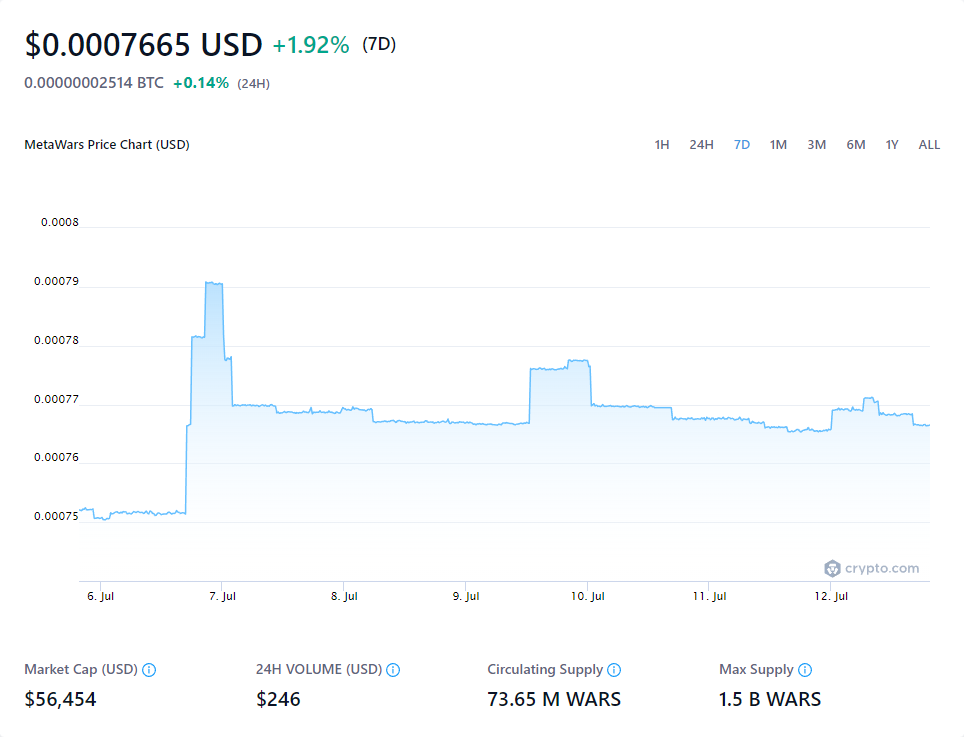 $0.0007665 USD +1.92% (7D)
0.00000002514 BTC +0.14% (24H)
MetaWars Price Chart (USD) 1H 24H 7D 1M 3M 6M 1Y ALL
0.0008
0.00079
0.00078
0.00077
0.00076
0.00075
crypto.com
6. Jul 7. Jul 8. Jul 9. Jul 10. Jul 11. Jul 12. Jul
Market Cap (USD) 24H VOLUME (USD) Circulating Supply Max Supply
$56,454 $246 73.65 M WARS 1.5 B WARS